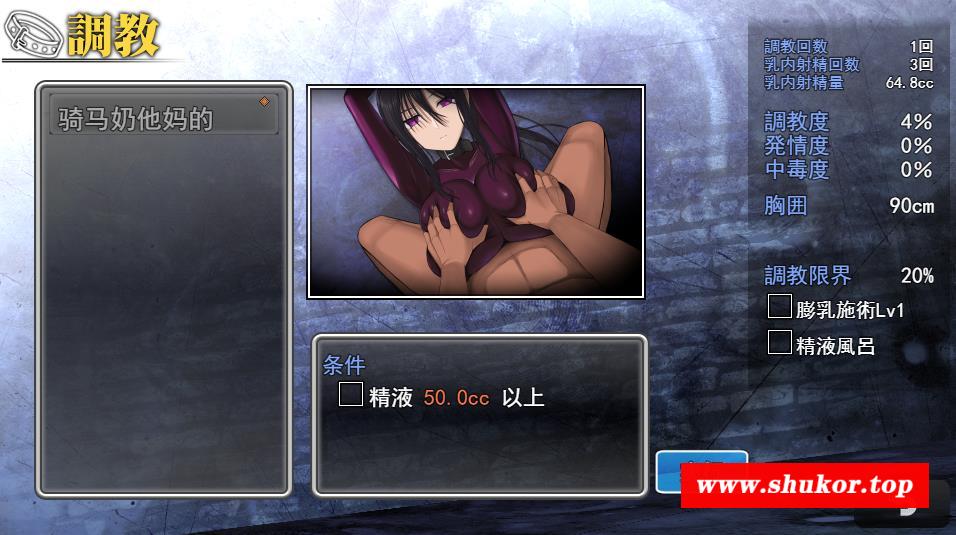 調教
骑马奶他妈的
条件
精液 50.0cc 以上
調教回数 1回
乳内射精回数 3回
乳内射精量 64.8cc
調教度 4%
発情度 0%
中毒度 0%
胸囲 90cm
調教限界 20%
膨乳施術Lv1
精液風呂
www.shukor.top